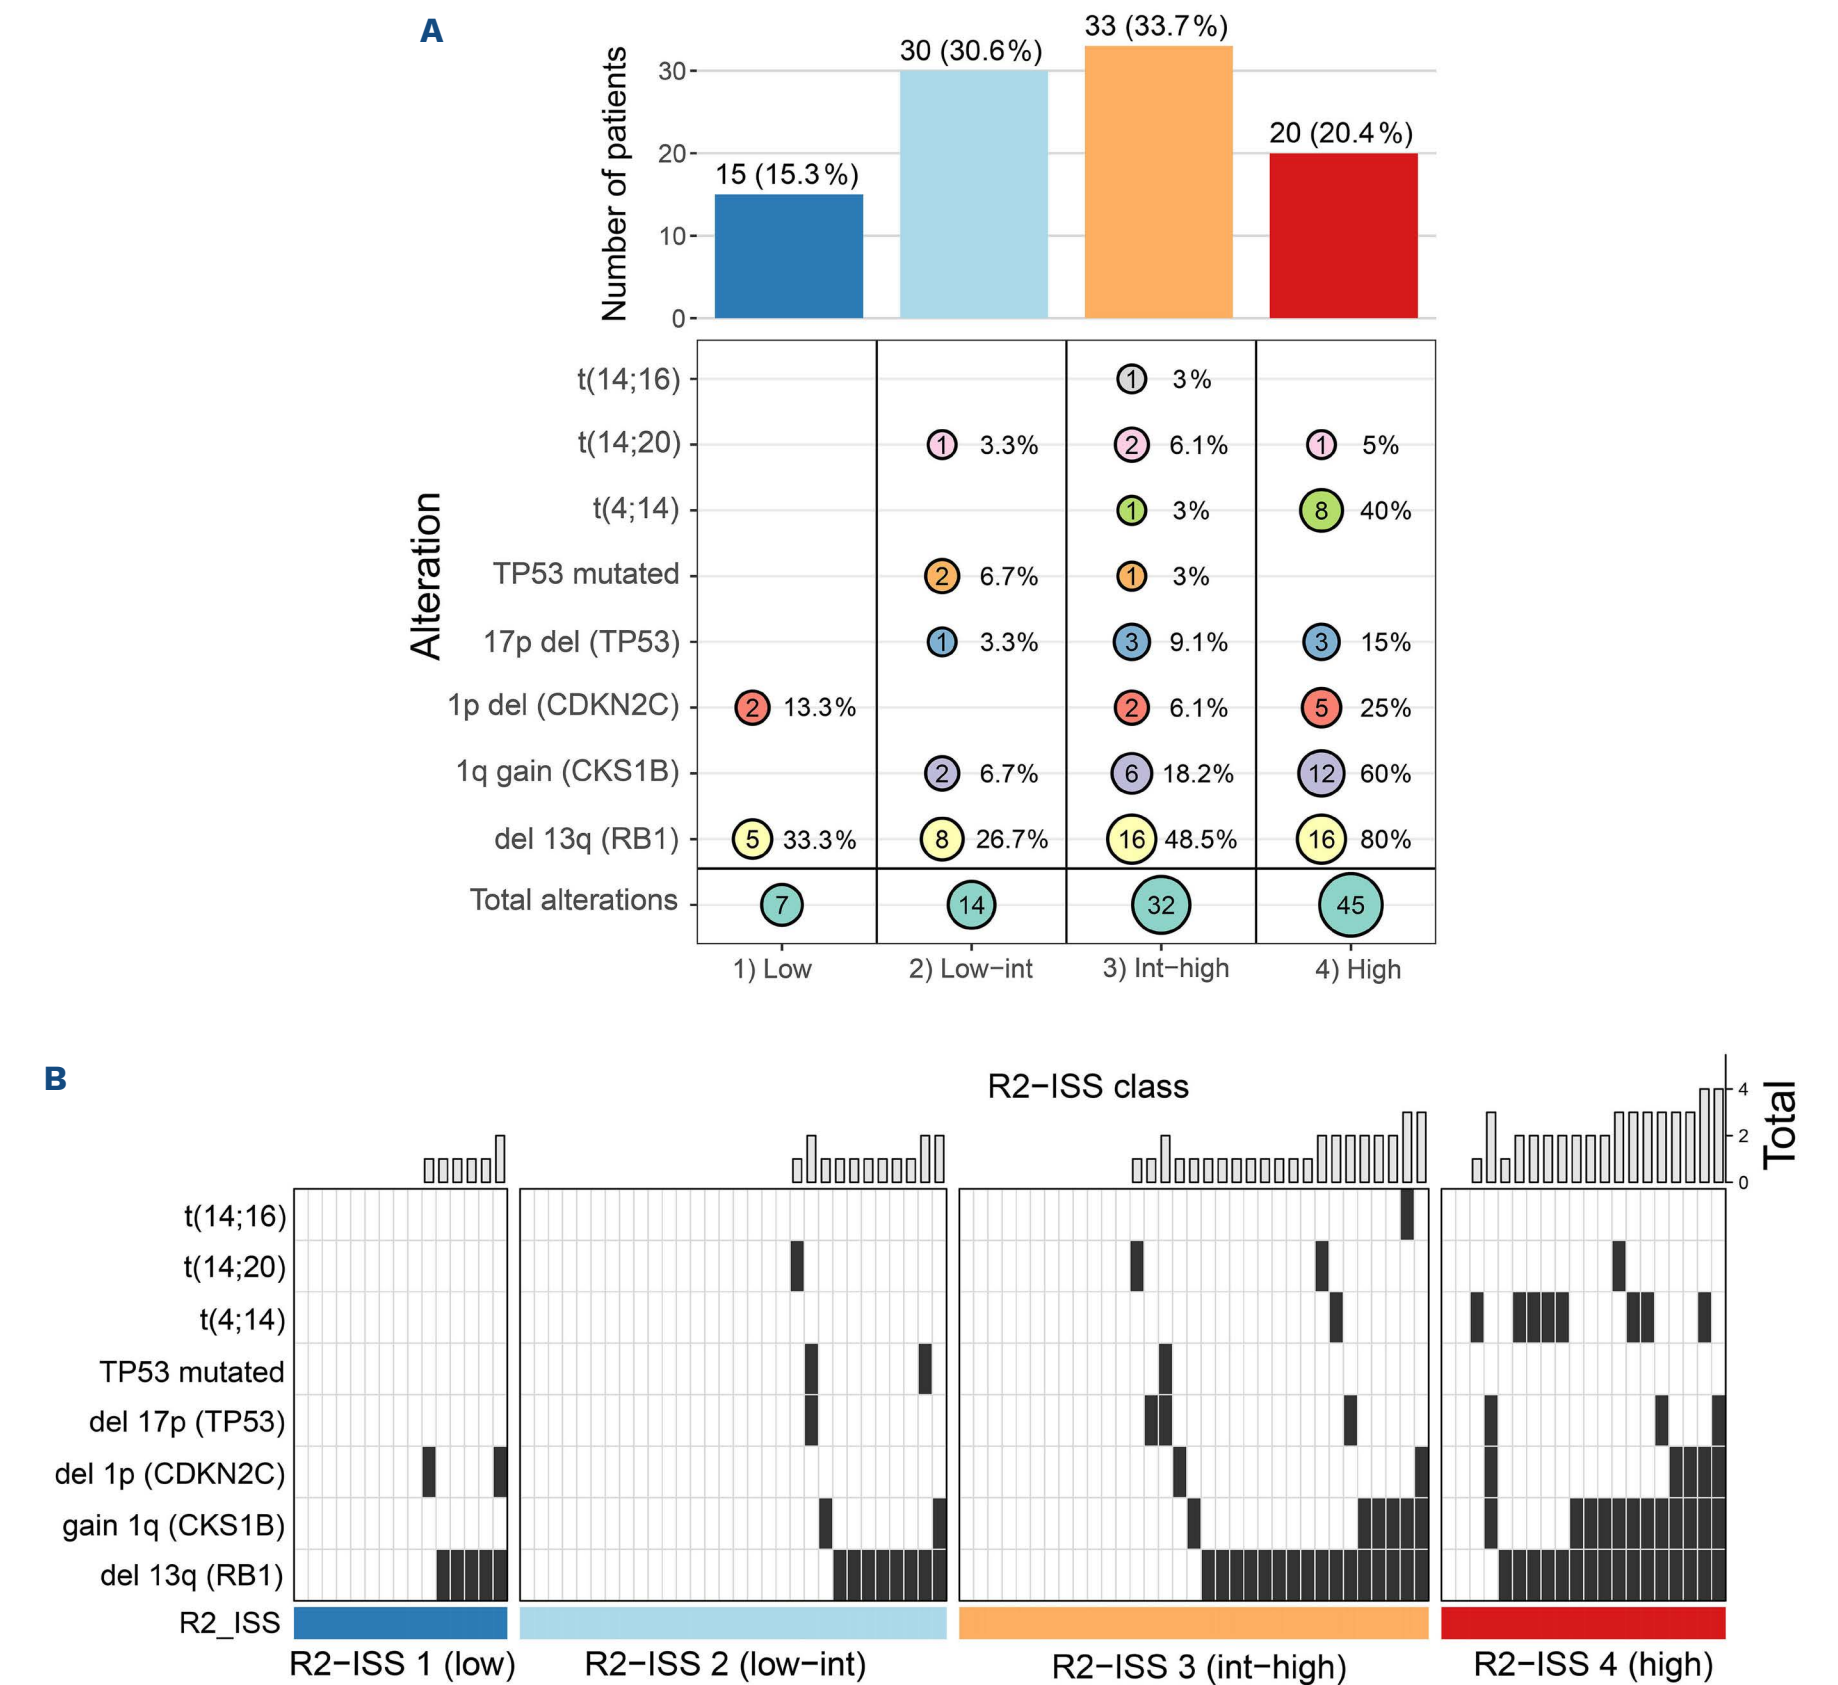 A
33 (33.7%)
30 (30.6%)
20 (20.4%)
15 (15.3%)
Number of patients
30
20
10
0
Alteration
t(14;16) 1 3%
t(14;20) 1 3.3% 2 6.1% 1 5%
t(4;14) 1 3% 8 40%
TP53 mutated 2 6.7% 1 3%
17p del (TP53) 1 3.3% 3 9.1% 3 15%
1p del (CDKN2C) 2 13.3% 2 6.1% 5 25%
1q gain (CKS1B) 2 6.7% 6 18.2% 12 60%
del 13q (RB1) 5 33.3% 8 26.7% 16 48.5% 16 80%
Total alterations 7 14 32 45
1) Low 2) Low−int 3) Int−high 4) High
B
R2−ISS class
4
2
0
Total
t(14;16)
t(14;20)
t(4;14)
TP53 mutated
del 17p (TP53)
del 1p (CDKN2C)
gain 1q (CKS1B)
del 13q (RB1)
R2_ISS
R2−ISS 1 (low) R2−ISS 2 (low−int) R2−ISS 3 (int−high) R2−ISS 4 (high)